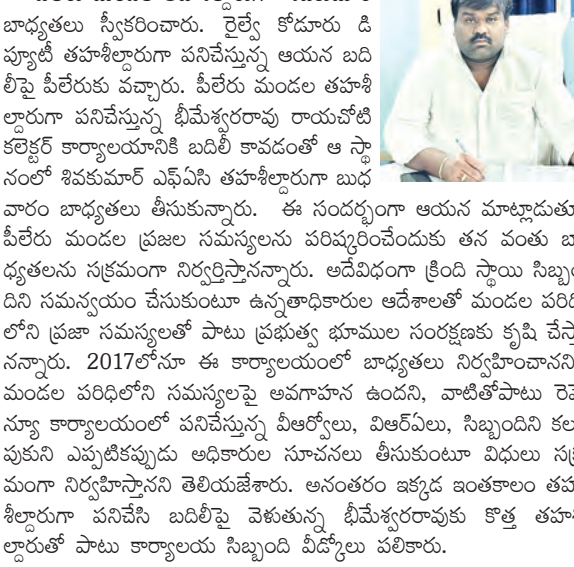 బాధ్యతలు స్వీకరించారు. రైల్వే కోడూరు డి
ప్యూటీ తహశీల్దారుగా పనిచేస్తున్న ఆయన బది
లీపై పీలేరుకు వచ్చారు. పీలేరు మండల తహశీ
ల్దారుగా పనిచేస్తున్న భీమేశ్వరరావు రాయచోటి
కలెక్టర్ కార్యాలయానికి బదిలీ కావడంతో ఆ స్థా
నంలో శివకుమార్ ఎఫ్ఏసి తహశీల్దారుగా బుధ
వారం బాధ్యతలు తీసుకున్నారు. ఈ సందర్భంగా ఆయన మాట్లాడుతూ
పీలేరు మండల ప్రజల సమస్యలను పరిష్కరించేందుకు తన వంతు బా
ధ్యతలను సక్రమంగా నిర్వర్తిస్తానన్నారు. అదేవిధంగా క్రింది స్థాయి సిబ్బం
దిని సమన్వయం చేసుకుంటూ ఉన్నతాధికారుల ఆదేశాలతో మండల పరిధి
లోని ప్రజా సమస్యలతో పాటు ప్రభుత్వ భూముల సంరక్షణకు కృషి చేస్తా
నన్నారు. 2017లోనూ ఈ కార్యాలయంలో బాధ్యతలు నిర్వహించానని
మండల పరిధిలోని సమస్యలపై అవగాహన ఉందని, వాటితోపాటు రెవె
న్యూ కార్యాలయంలో పనిచేస్తున్న వీఆర్వోలు, విఆర్ఏలు, సిబ్బందిని కలు
పుకుని ఎప్పటికప్పుడు అధికారుల సూచనలు తీసుకుంటూ విధులు సక్ర
మంగా నిర్వహిస్తానని తెలియజేశారు. అనంతరం ఇక్కడ ఇంతకాలం తహ
శీల్దారుగా పనిచేసి బదిలీపై వెళుతున్న భీమేశ్వరరావుకు కొత్త తహశీ
ల్దారుతో పాటు కార్యాలయ సిబ్బంది వీడ్కోలు పలికారు.